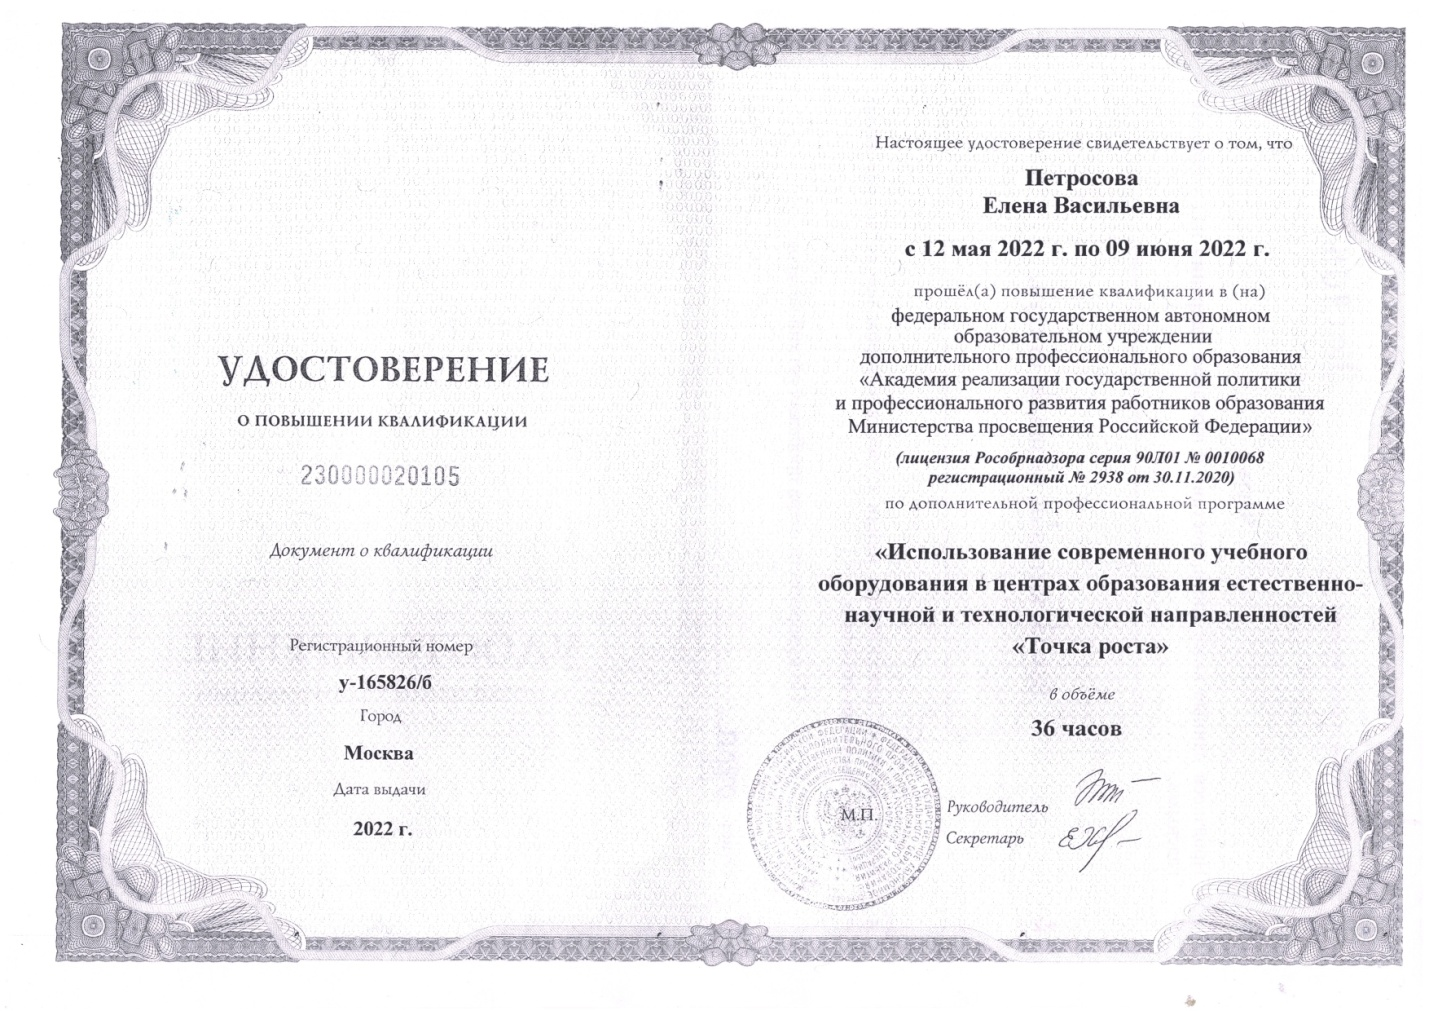 УДОСТОВЕРЕНИЕ
О ПОВЫШЕНИИ КВАЛИФИКАЦИИ
230000020105
Документ о квалификации
Регистрационный номер
у-165826/б
Город
Москва
Дата выдачи
2022 г.
Настоящее удостоверение свидетельствует о том, что
Петросова
Елена Васильевна
с 12 мая 2022 г. по 09 июня 2022 г.
прошёл(а) повышение квалификации в (на)
федеральном государственном автономном
образовательном учреждении
дополнительного профессионального образования
«Академия реализации государственной политики
и профессионального развития работников образования
Министерства просвещения Российской Федерации»
(лицензия Рособрнадзора серия 90Л01 № 0010068
регистрационный № 2938 от 30.11.2020)
по дополнительной профессиональной программе
«Использование современного учебного
оборудования в центрах образования естественно-
научной и технологической направленностей
«Точка роста»
в объёме
36 часов
М.П.
Руководитель
Секретарь